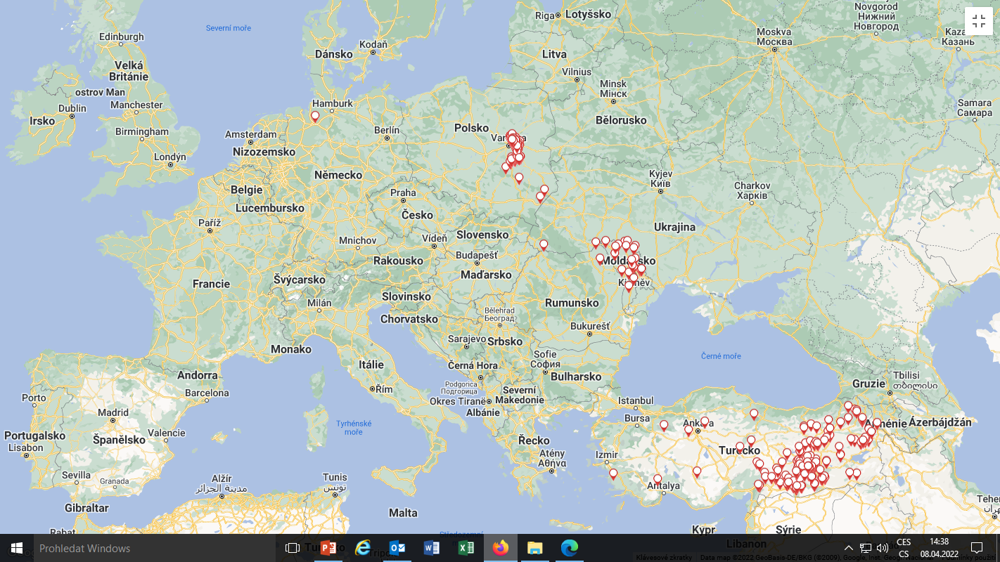 Novgorod
Нижний
Новгород
Riga
Lotyšsko
Severní moře
Moskva
Москва
Edinburgh
Kodaň
Казань
Dánsko
Litva
Velká
Británie
Vilnius
Minsk
Мінск
ostrov Man
Hamburk
Manchester
Dublin
Samara
Самара
Irsko
Bělorusko
Birmingham
Amsterdam
Berlín
Polsko
Nizozemsko
Londýn
Německo
Kyjev
Київ
Charkov
Харків
Belgie
Praha
Lucembursko
Česko
Paříž
Ukrajina
Slovensko
Mnichov
Vídeň
Budapešť
Rakousko
Maďarsko
Švýcarsko
Francie
Slovinsko
Milán
Rumunsko
Bělehrad
Београд
Chorvatsko
Bukurešť
Sarajevo
Srbsko
Monako
Sofie
София
Černé moře
Itálie
Černá Hora
Andorra
Bulharsko
Tbilisi
თბილისი
Gruzie
Podgorica
Подгорица
Řím
Severní
Makedonie
Barcelona
Porto
Okres Tirané
Istanbul
Albánie
Madrid
Bursa
Tyrhénské
moře
Arménie
Ázerbájdžán
Portugalsko
Valencie
Španělsko
Řecko
Lisabon
Turecko
Atény
Αθήνα
Izmir
Sevilla
Granada
Alžír
مدينة الجزائر
Tunis
تونس
Antalya
Gibraltar
Malta
Kypr
Sýrie
Libanon
Prohledat Windows
CES
CS
14:38
08.04.2022
Klávesové zkratky